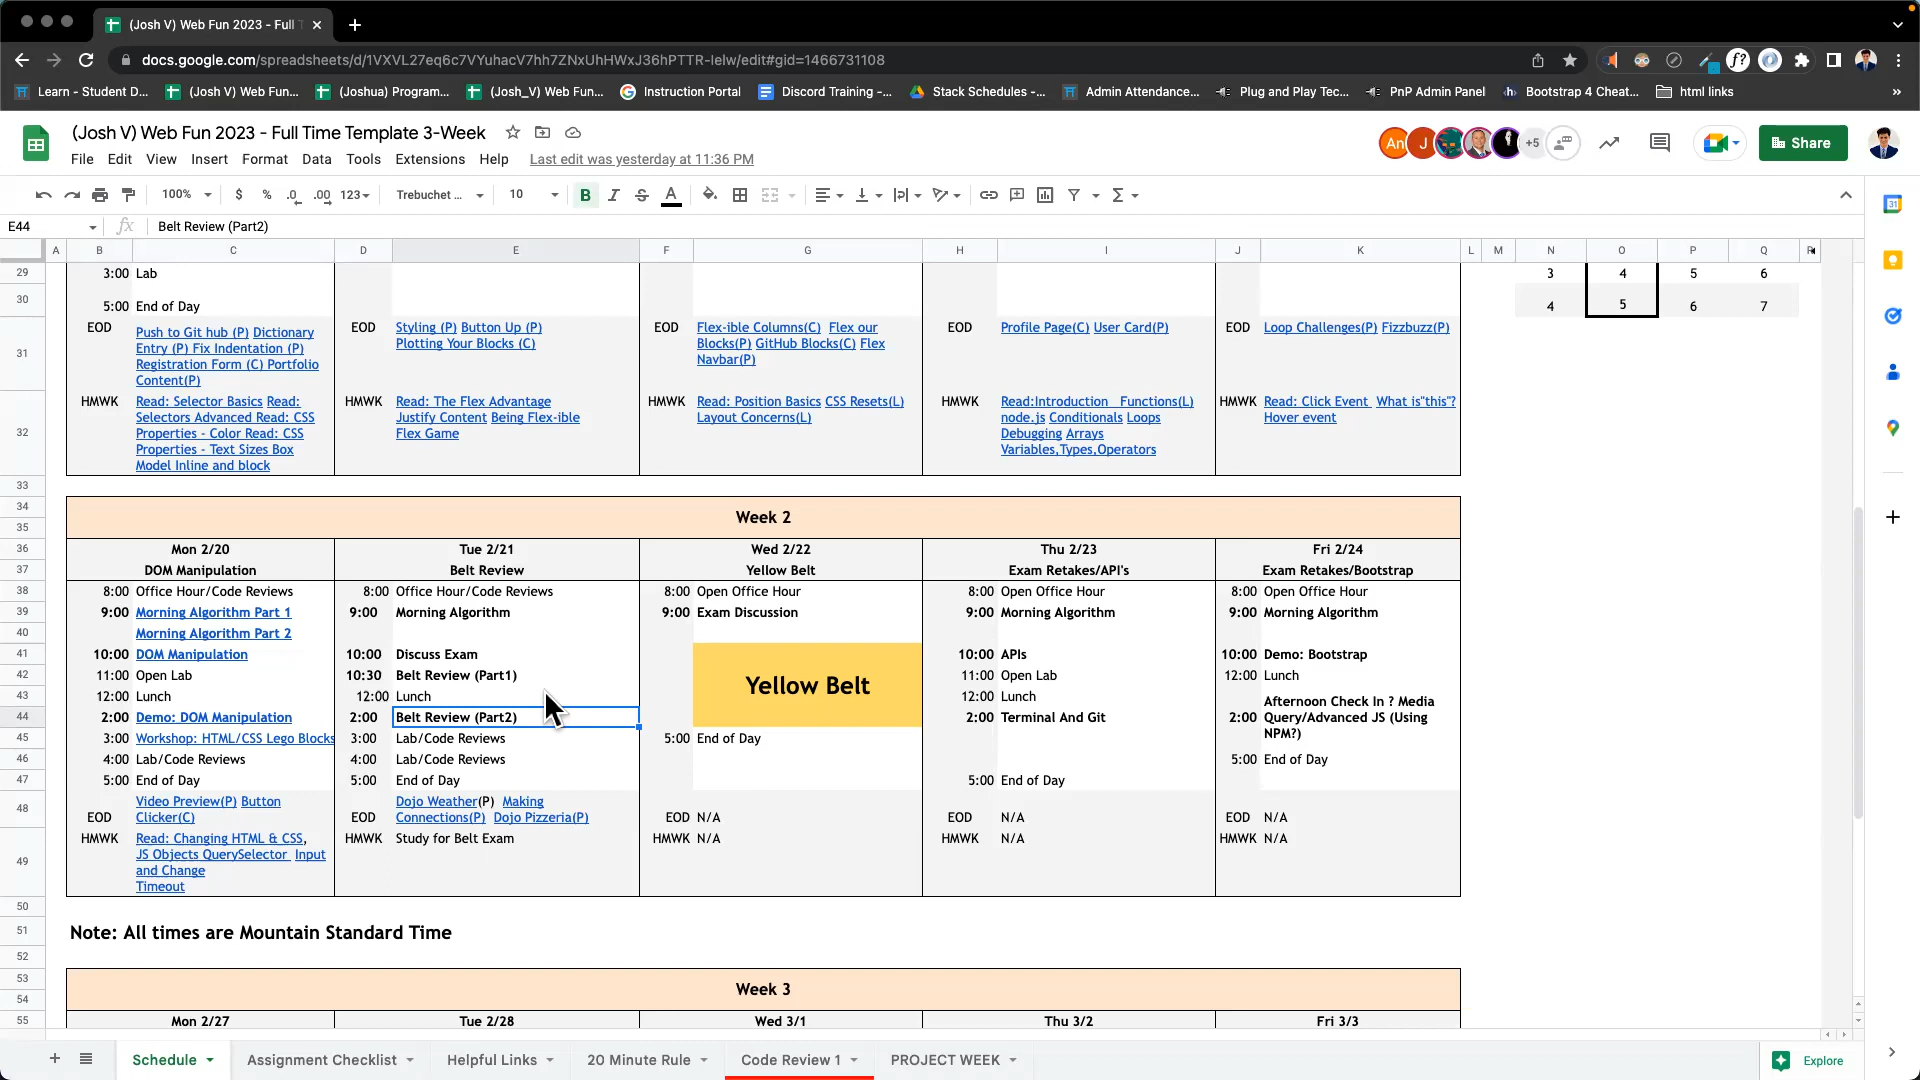 (Josh V) Web Fun 2023 - Full T
docs.google.com/spreadsheets/d/1VXVL27eq6c7VYuhacV7hh7ZNxUhHWxJ36hPTTR-lelw/edit#gid=1466731108
Learn - Student D... (Josh V) Web Fun... (Joshua) Program... (Josh_V) Web Fun... Instruction Portal Discord Training -... Stack Schedules -... Admin Attendance... Plug and Play Tec... PnP Admin Panel Bootstrap 4 Cheat... html links »
(Josh V) Web Fun 2023 - Full Time Template 3-Week
An J +5 Share
File Edit View Insert Format Data Tools Extensions Help Last edit was yesterday at 11:36 PM
100% $ % .0 .00 123 Trebuchet ... 10 B I S A Σ
E44 fx Belt Review (Part2)
A B C D E F G H I J K L M N O P Q
29 3:00 Lab 3 4 5 6
30 5:00 End of Day 4 5 6 7
31
EOD Push to Git hub (P) Dictionary
Entry (P) Fix Indentation (P)
Registration Form (C) Portfolio
Content(P)
EOD Styling (P) Button Up (P)
Plotting Your Blocks (C)
EOD Flex-ible Columns(C) Flex our
Blocks(P) GitHub Blocks(C) Flex
Navbar(P)
EOD Profile Page(C) User Card(P)
EOD Loop Challenges(P) Fizzbuzz(P)
32
HMWK Read: Selector Basics Read:
Selectors Advanced Read: CSS
Properties - Color Read: CSS
Properties - Text Sizes Box
Model Inline and block
HMWK Read: The Flex Advantage
Justify Content Being Flex-ible
Flex Game
HMWK Read: Position Basics CSS Resets(L)
Layout Concerns(L)
HMWK Read:Introduction Functions(L)
node.js Conditionals Loops
Debugging Arrays
Variables,Types,Operators
HMWK Read: Click Event What is"this"?
Hover event
33
34
35
Week 2
36 Mon 2/20 Tue 2/21 Wed 2/22 Thu 2/23 Fri 2/24
37 DOM Manipulation Belt Review Yellow Belt Exam Retakes/API's Exam Retakes/Bootstrap
38 8:00 Office Hour/Code Reviews 8:00 Office Hour/Code Reviews 8:00 Open Office Hour 8:00 Open Office Hour 8:00 Open Office Hour
39 9:00 Morning Algorithm Part 1 9:00 Morning Algorithm 9:00 Exam Discussion 9:00 Morning Algorithm 9:00 Morning Algorithm
40 Morning Algorithm Part 2
41 10:00 DOM Manipulation 10:00 Discuss Exam 10:00 APIs 10:00 Demo: Bootstrap
42 11:00 Open Lab 10:30 Belt Review (Part1) Yellow Belt 11:00 Open Lab 12:00 Lunch
43 12:00 Lunch 12:00 Lunch 12:00 Lunch
44 2:00 Demo: DOM Manipulation 2:00 Belt Review (Part2) 2:00 Terminal And Git 2:00 Afternoon Check In ? Media
Query/Advanced JS (Using
NPM?)
45 3:00 Workshop: HTML/CSS Lego Blocks 3:00 Lab/Code Reviews 5:00 End of Day
46 4:00 Lab/Code Reviews 4:00 Lab/Code Reviews 5:00 End of Day
47 5:00 End of Day 5:00 End of Day 5:00 End of Day
48
EOD Video Preview(P) Button
Clicker(C)
EOD Dojo Weather(P) Making
Connections(P) Dojo Pizzeria(P)
EOD N/A EOD N/A EOD N/A
49
HMWK Read: Changing HTML & CSS,
JS Objects QuerySelector Input
and Change
Timeout
HMWK Study for Belt Exam HMWK N/A HMWK N/A HMWK N/A
50
51 Note: All times are Mountain Standard Time
52
53
54
Week 3
55 Mon 2/27 Tue 2/28 Wed 3/1 Thu 3/2 Fri 3/3
Schedule Assignment Checklist Helpful Links 20 Minute Rule Code Review 1 PROJECT WEEK Explore
31